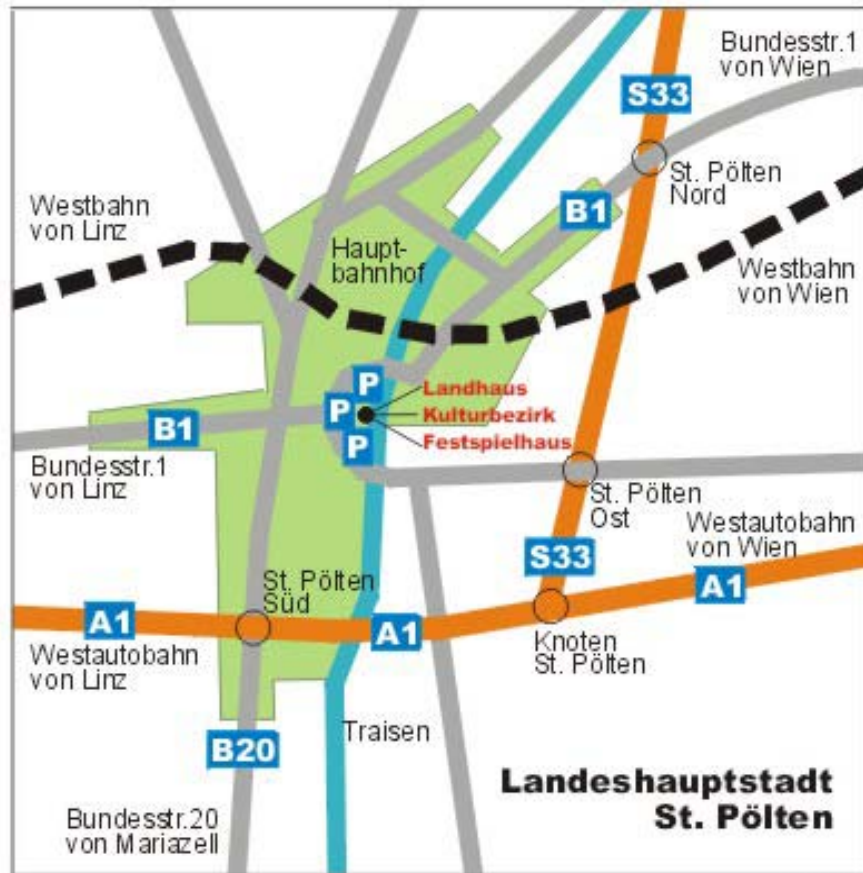 Bundesstr.1
von Wien
S33
St. Pölten
Nord
B1
Westbahn
von Linz
Haupt-
bahnhof
Westbahn
von Wien
P
Landhaus
P
Kulturbezirk
P
Festspielhaus
B1
Bundesstr.1
von Linz
St. Pölten
Ost
Westautobahn
von Wien
S33
A1
St. Pölten
Süd
A1
A1
Westautobahn
von Linz
Knoten
St. Pölten
Traisen
B20
Bundesstr.20
von Mariazell
Landeshauptstadt
St. Pölten